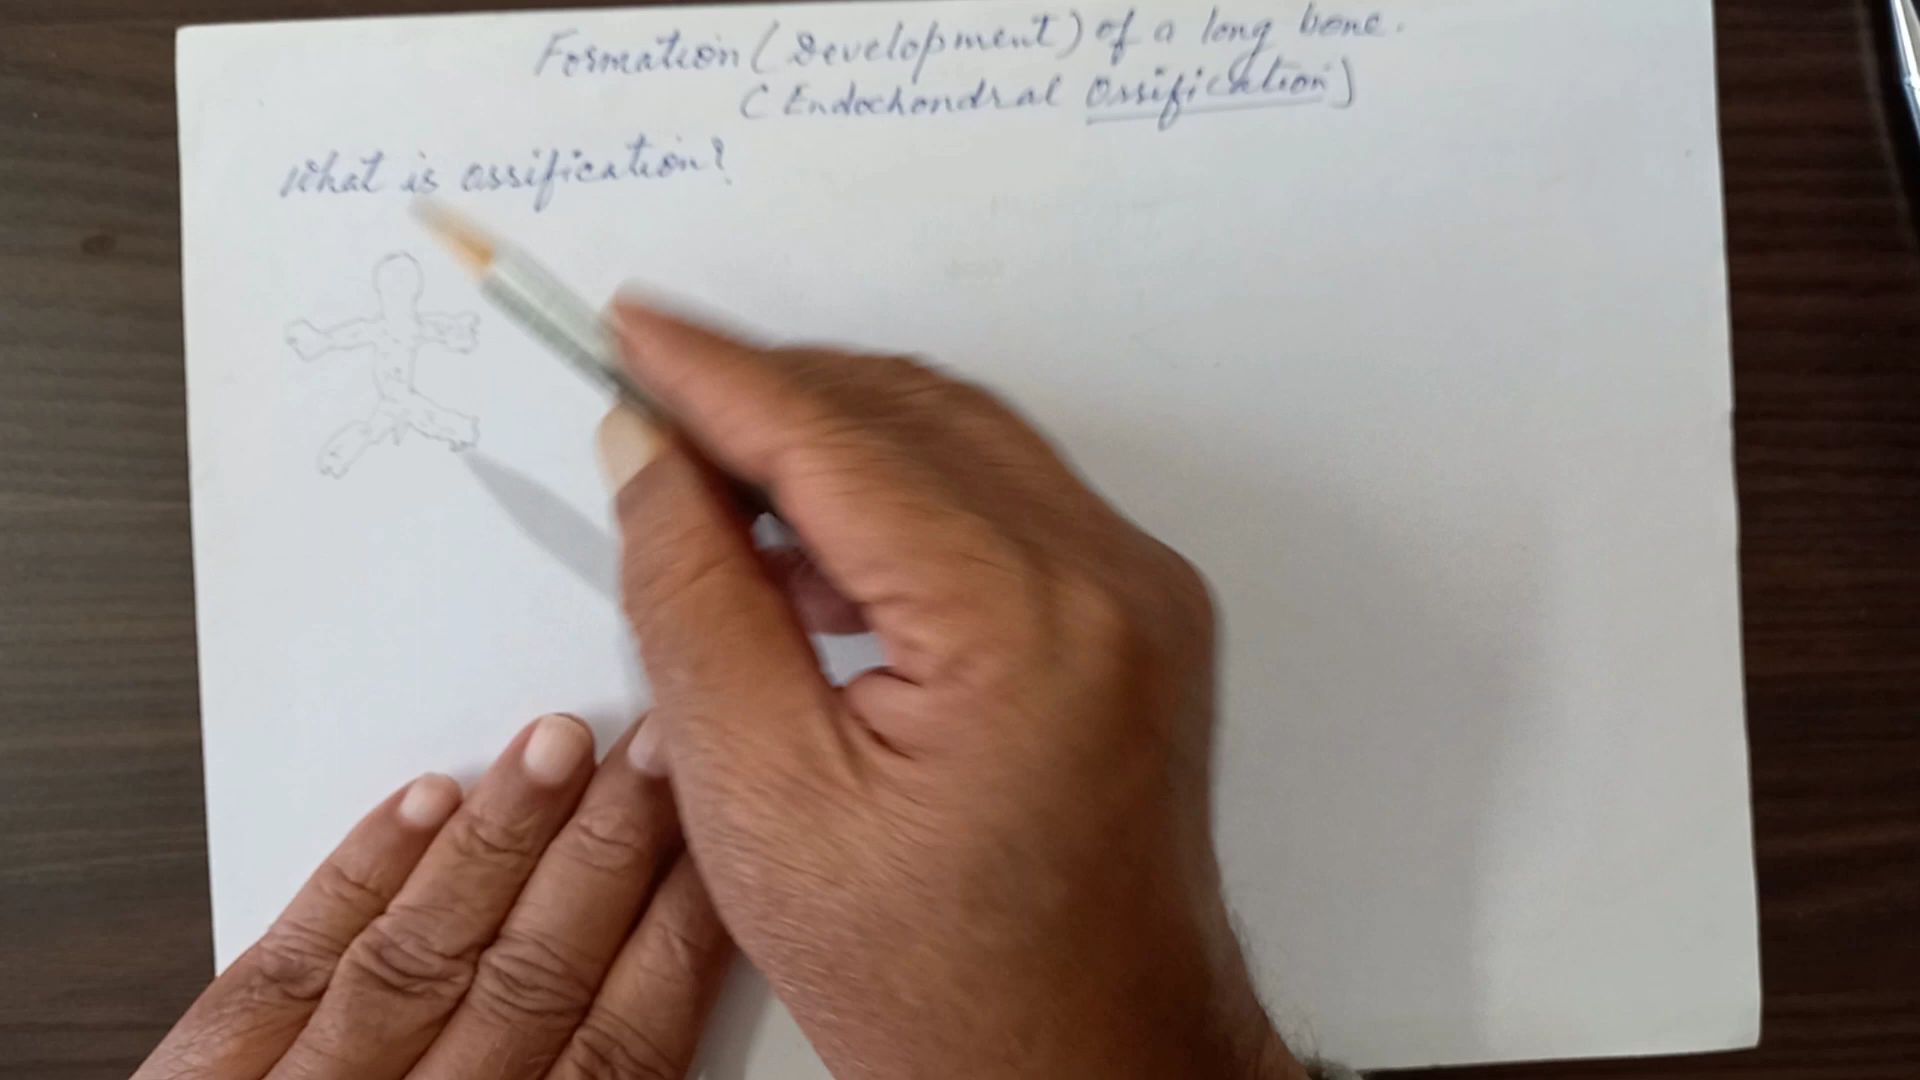 Formation (Development) of a long bone.
(Endochondral Ossification)
What is ossification?